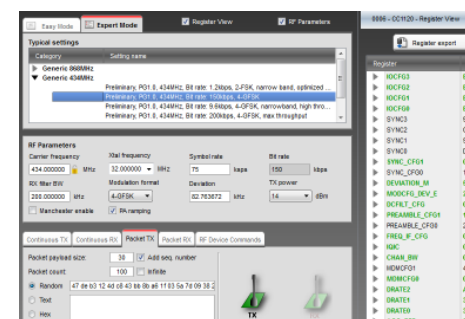 Easy Mode
Expert Mode
Register View
RF Parameters
Typical settings
Category Setting name
Generic 868MHz
Generic 434MHz
Preliminary, PG1.0, 434MHz, Bit rate: 1.2kbps, 2-FSK, narrow band, optimized ...
Preliminary, PG1.0, 434MHz, Bit rate: 150kbps, 4-GFSK
Preliminary, PG1.0, 434MHz, Bit rate: 9.6kbps, 4-GFSK, narrowband, high thro...
Preliminary, PG1.0, 434MHz, Bit rate: 200kbps, 4-GFSK, max throughput
RF Parameters
Carrier frequency Xtal frequency Symbol rate Bit rate
434.000000 MHz 32.000000 MHz 75 ksps 150 kbps
RX filter BW Modulation format Deviation TX power
200.000000 kHz 4-GFSK 82.763672 kHz 14 dBm
Manchester enable PA ramping
Continuous TX Continuous RX Packet TX Packet RX RF Device Commands
Packet payload size: 30 Add seq. number
Packet count: 100 Infinite
Random 47 de b3 12 4d c8 43 bb 8b a6 1f 03 5a 7d 09 38 2
Text
Hex
TX
0896 - CC1120 - Register View
Register export
Register
IOCFG3
IOCFG2
IOCFG1
IOCFG0
SYNC3
SYNC2
SYNC1
SYNC0
SYNC_CFG1
SYNC_CFG0
DEVIATION_M
MODCFG_DEV_E
DCFILT_CFG
PREAMBLE_CFG1
PREAMBLE_CFG0
FREQ_IF_CFG
IQIC
CHAN_BW
MDMCFG1
MDMCFG0
DRATE2
DRATE1
DRATE0